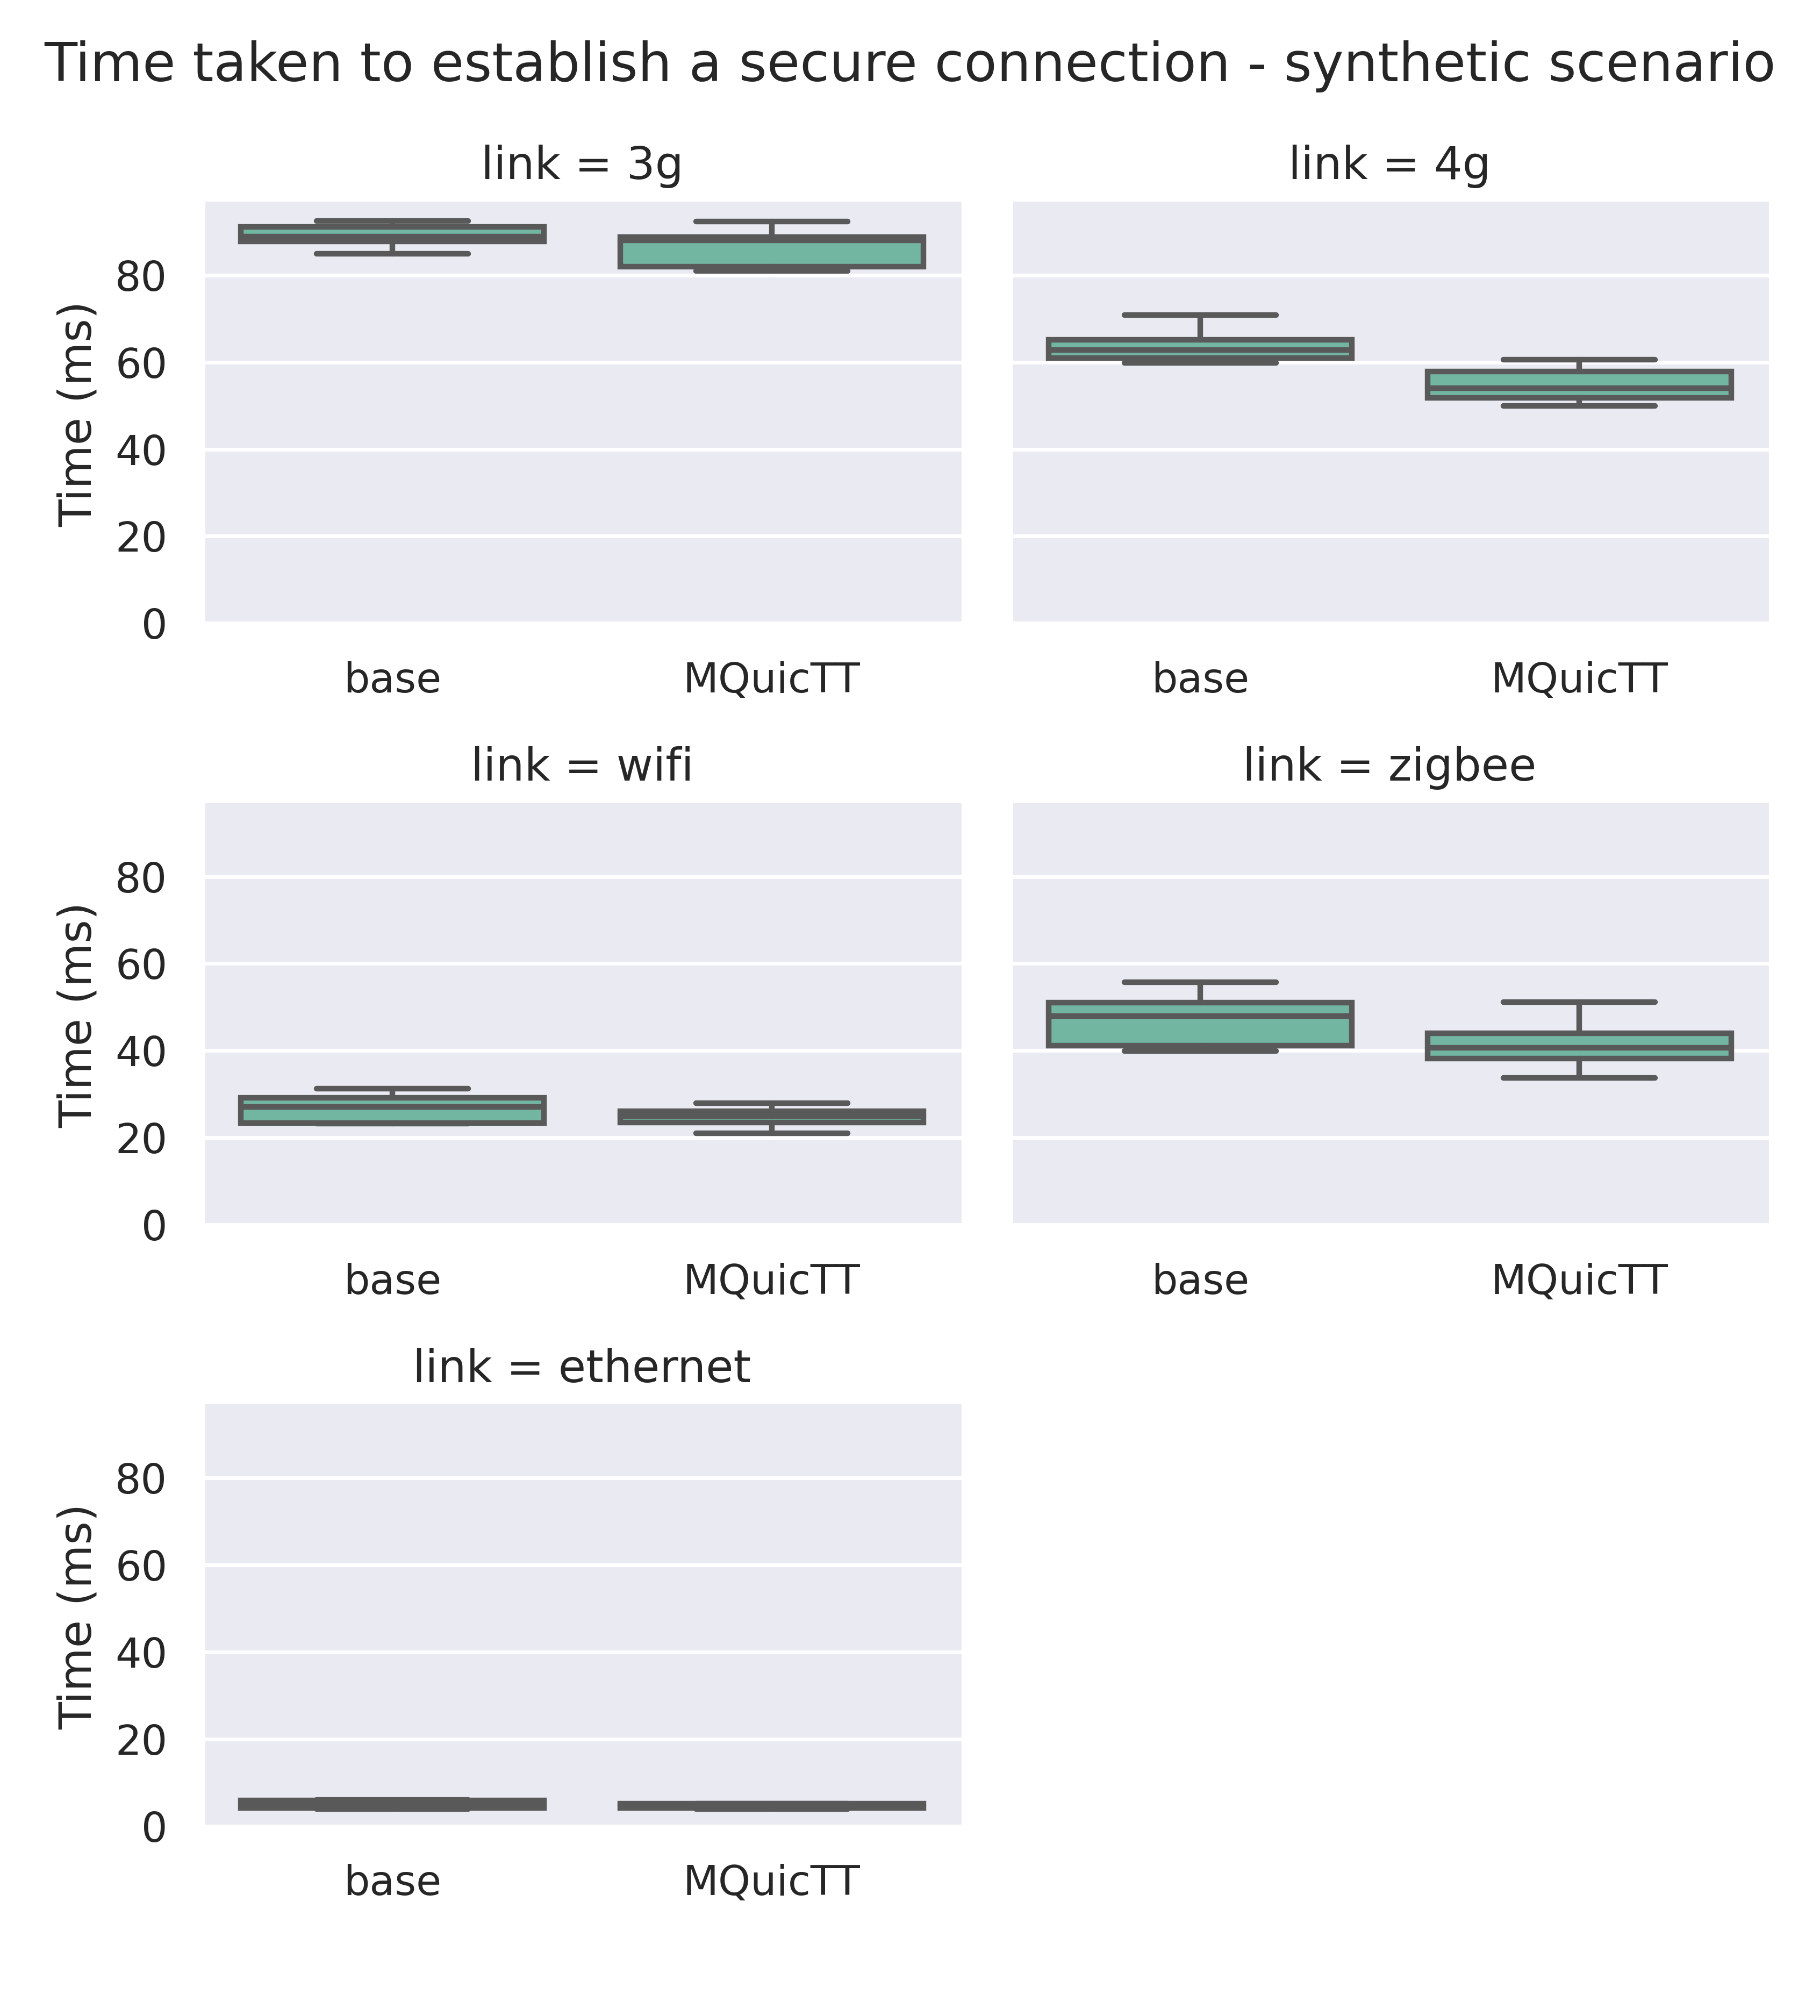 Time taken to establish a secure connection - synthetic scenario
link = 3g
link = 4g
Time (ms)
80
60
40
20
0
base
MQuicTT
base
MQuicTT
link = wifi
link = zigbee
Time (ms)
80
60
40
20
0
base
MQuicTT
base
MQuicTT
link = ethernet
Time (ms)
80
60
40
20
0
base
MQuicTT